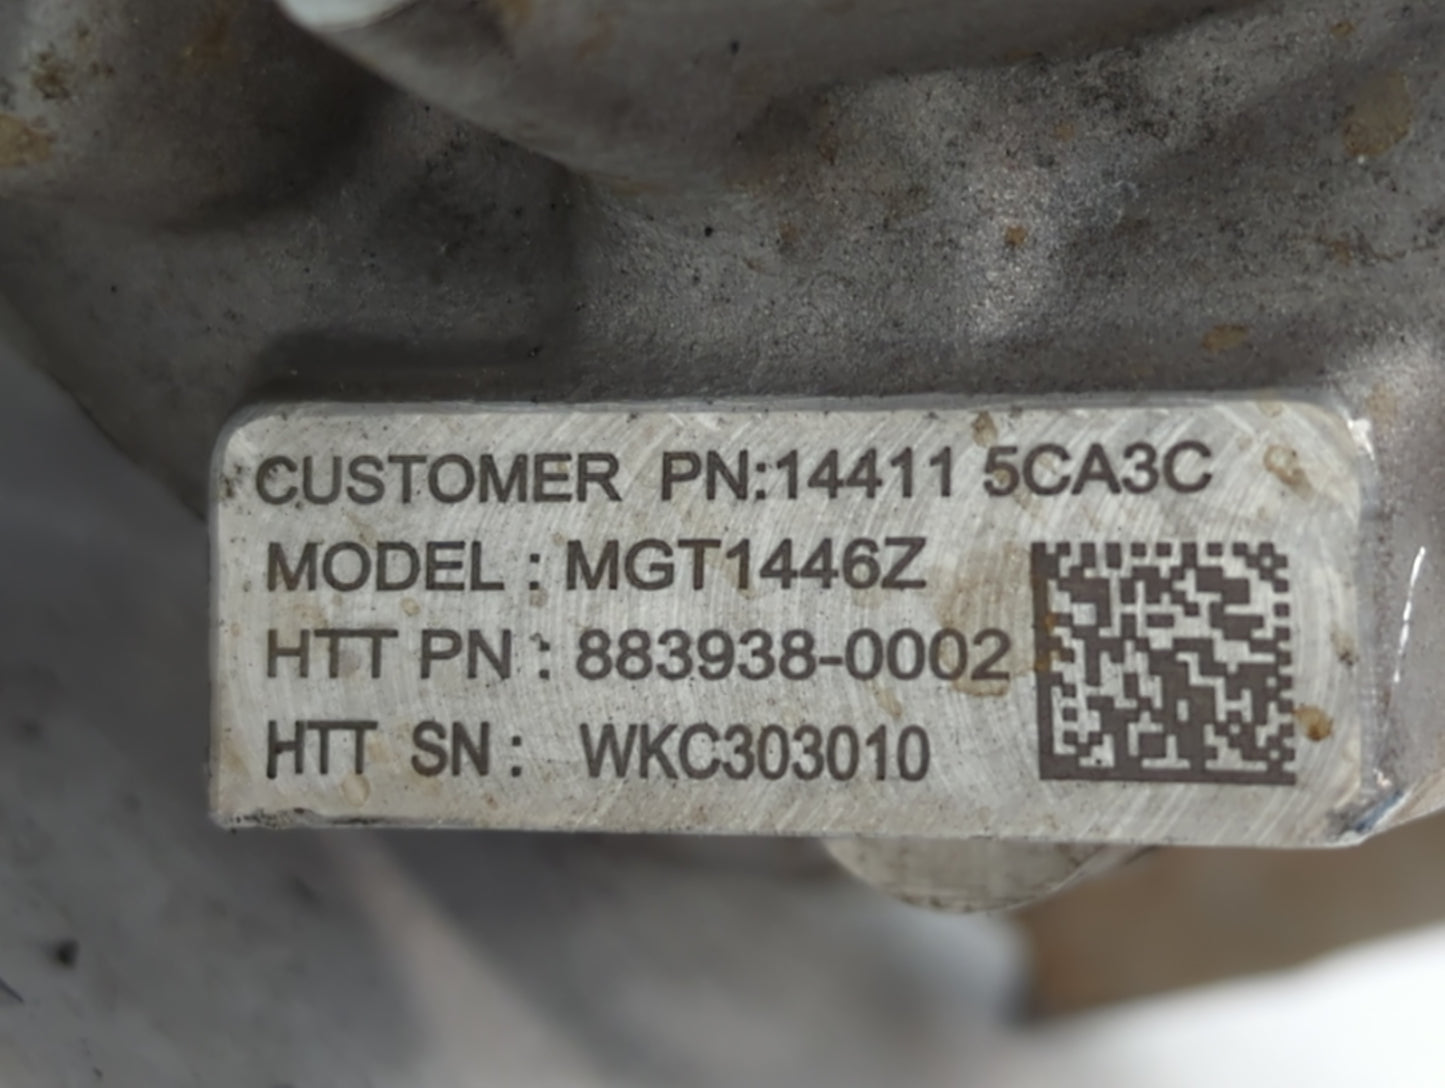 CUSTOMER PN:14411 5CA3C
MODEL : MGT1446Z
HTT PN : 883938-0002
HTT SN : WKC303010